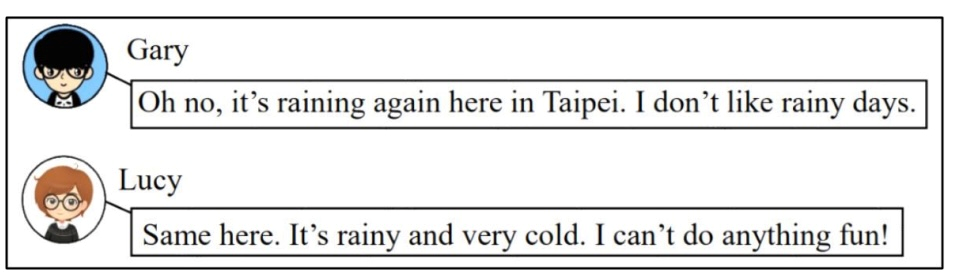 Gary
Oh no, it's raining again here in Taipei. I don't like rainy days.
Lucy
Same here. It's rainy and very cold. I can't do anything fun!